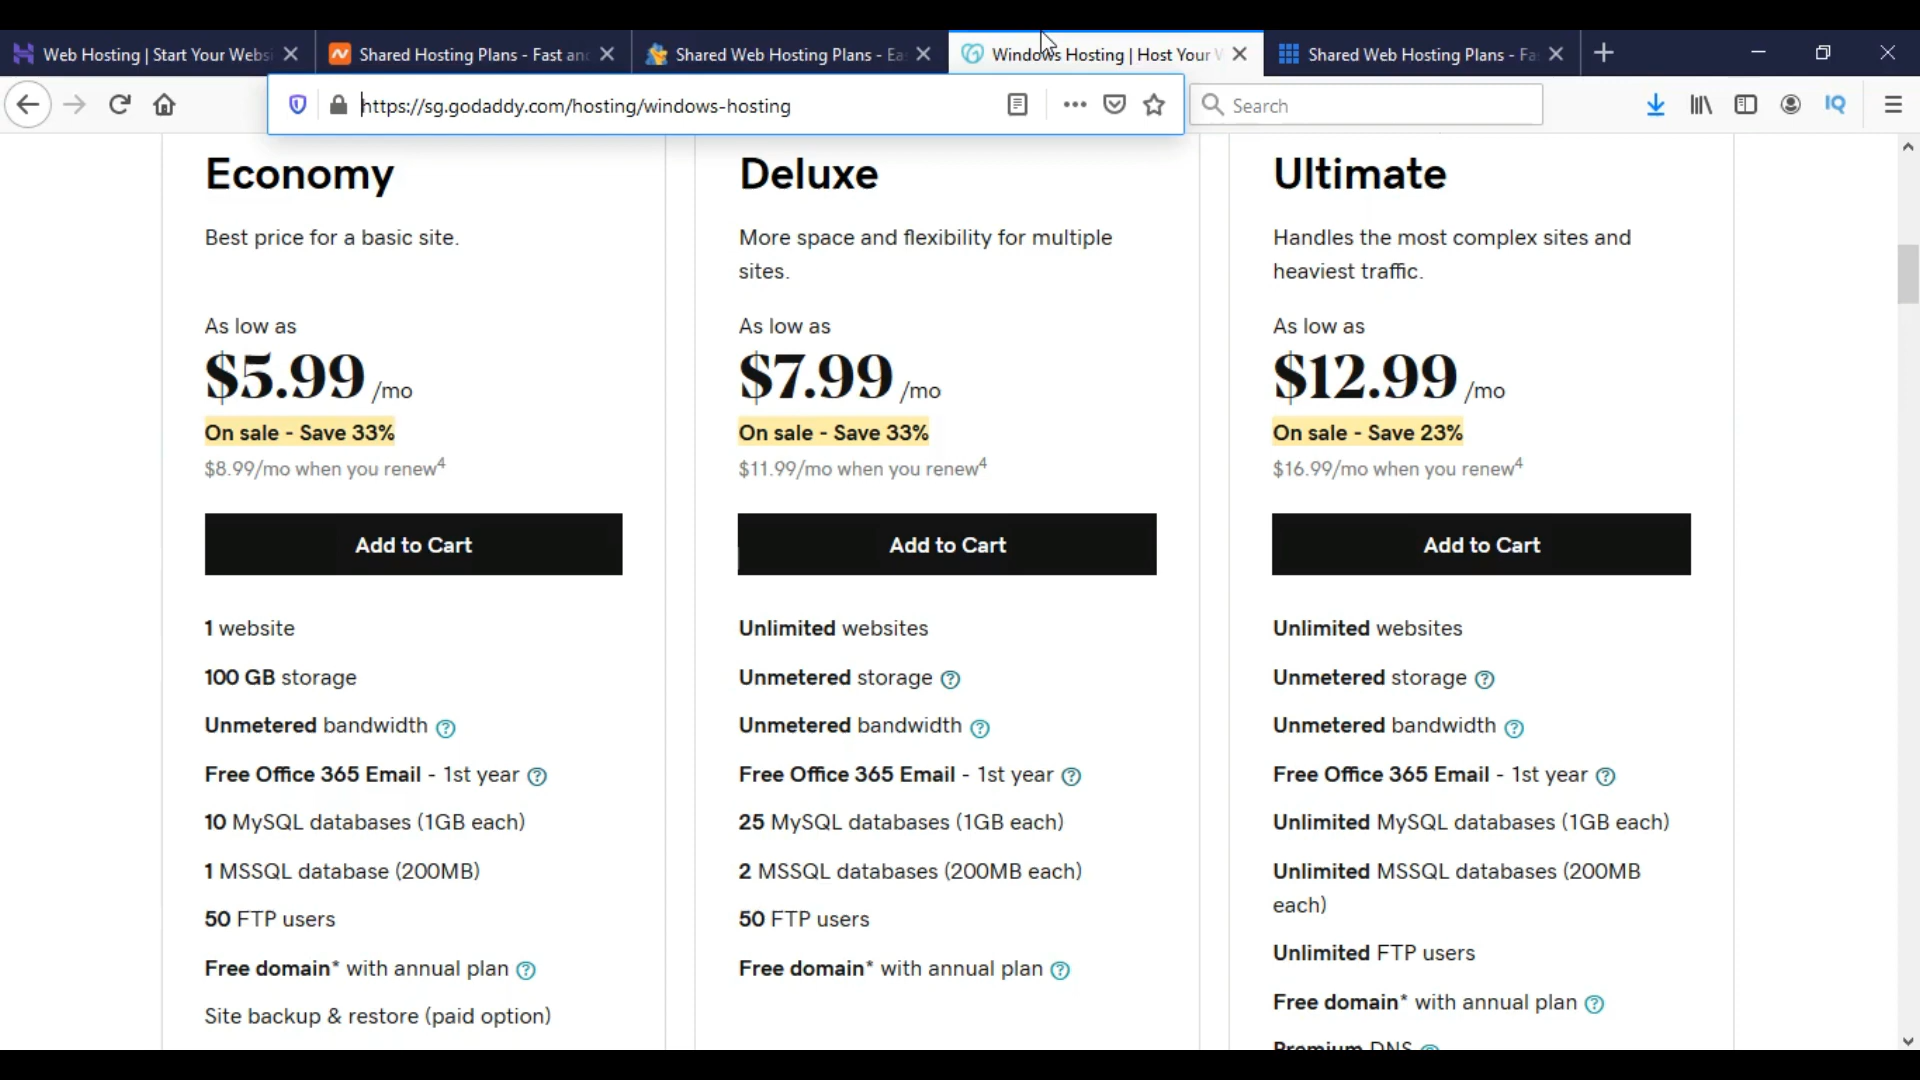 Web Hosting | Start Your Webs
Shared Hosting Plans - Fast an
Shared Web Hosting Plans - Ea
Windows Hosting | Host Your W
Shared Web Hosting Plans - Fa
https://sg.godaddy.com/hosting/windows-hosting
Search
IQ
Economy
Best price for a basic site.
As low as
$5.99 /mo
On sale - Save 33%
$8.99/mo when you renew4
Add to Cart
1 website
100 GB storage
Unmetered bandwidth ?
Free Office 365 Email - 1st year ?
10 MySQL databases (1GB each)
1 MSSQL database (200MB)
50 FTP users
Free domain* with annual plan ?
Site backup & restore (paid option)
Deluxe
More space and flexibility for multiple
sites.
As low as
$7.99 /mo
On sale - Save 33%
$11.99/mo when you renew4
Add to Cart
Unlimited websites
Unmetered storage ?
Unmetered bandwidth ?
Free Office 365 Email - 1st year ?
25 MySQL databases (1GB each)
2 MSSQL databases (200MB each)
50 FTP users
Free domain* with annual plan ?
Ultimate
Handles the most complex sites and
heaviest traffic.
As low as
$12.99 /mo
On sale - Save 23%
$16.99/mo when you renew4
Add to Cart
Unlimited websites
Unmetered storage ?
Unmetered bandwidth ?
Free Office 365 Email - 1st year ?
Unlimited MySQL databases (1GB each)
Unlimited MSSQL databases (200MB
each)
Unlimited FTP users
Free domain* with annual plan ?
Premium DNS